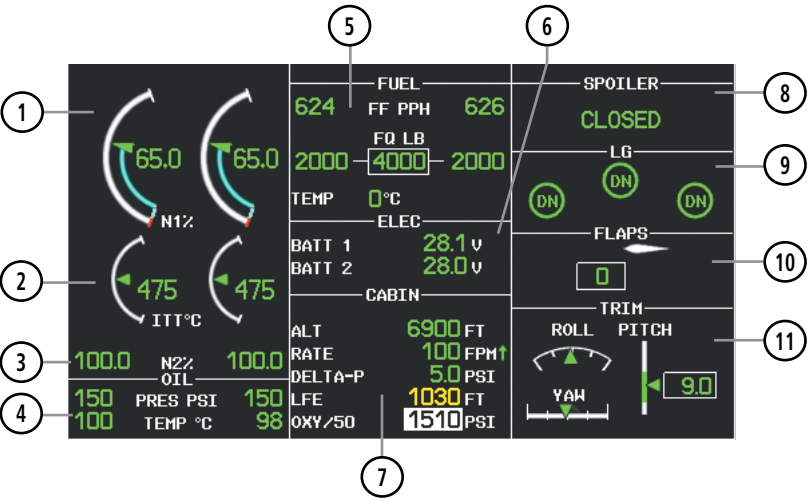 5
6
1
FUEL
SPOILER
8
624 FF PPH 626
CLOSED
FQ LB
65.0 65.0
2000 4000 2000
LG
9
DN DN DN
TEMP 0°C
N1%
ELEC
BATT 1 28.1 V
BATT 2 28.0 V
FLAPS
0
10
2
475 475
ITT°C
CABIN
TRIM
ROLL PITCH
11
ALT 6900 FT
RATE 100 FPM↑
DELTA-P 5.0 PSI
LFE 1030 FT
OXY/50 1510 PSI
9.0
YAW
3
100.0 N2% 100.0
OIL
4
150 PRES PSI 150
100 TEMP °C 98
7